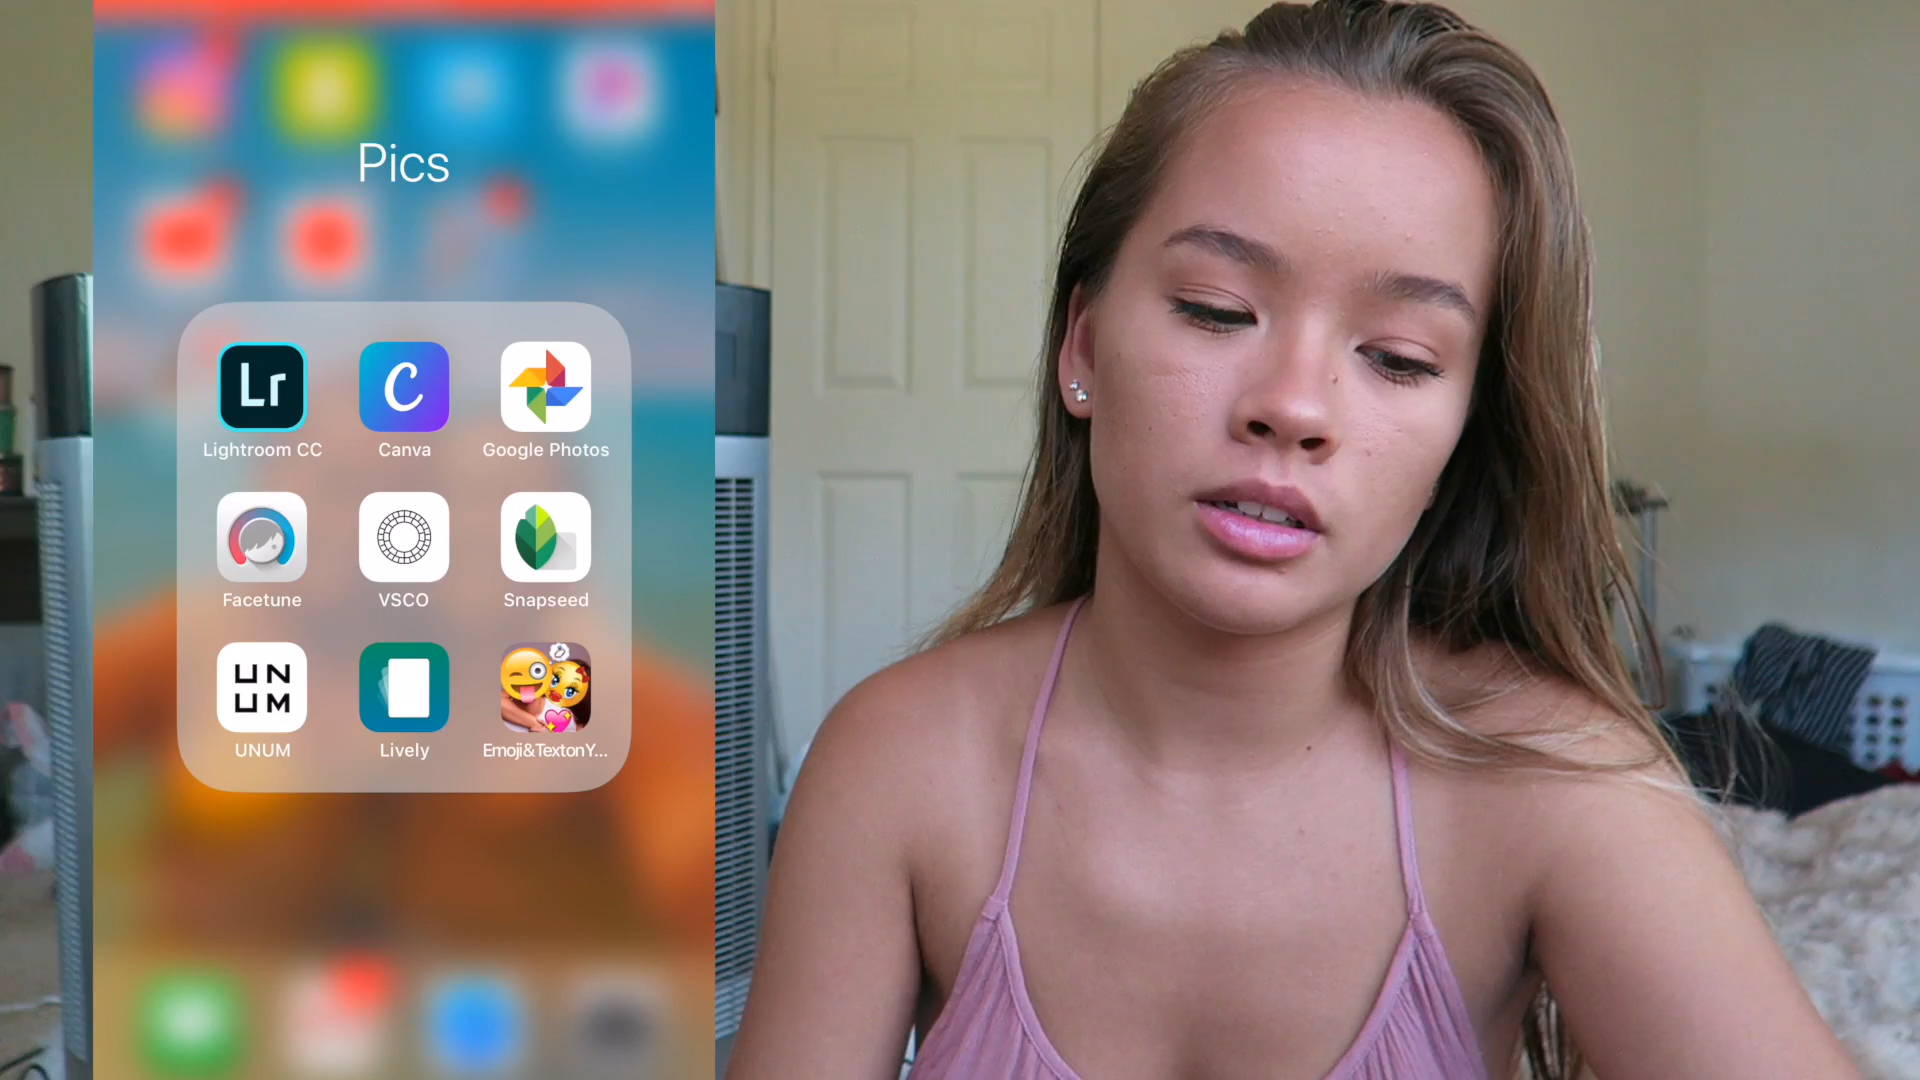 Pics
Lr
C
Lightroom CC
Canva
Google Photos
Facetune
VSCO
Snapseed
UN
UM
UNUM
Lively
Emoji&TextonY...